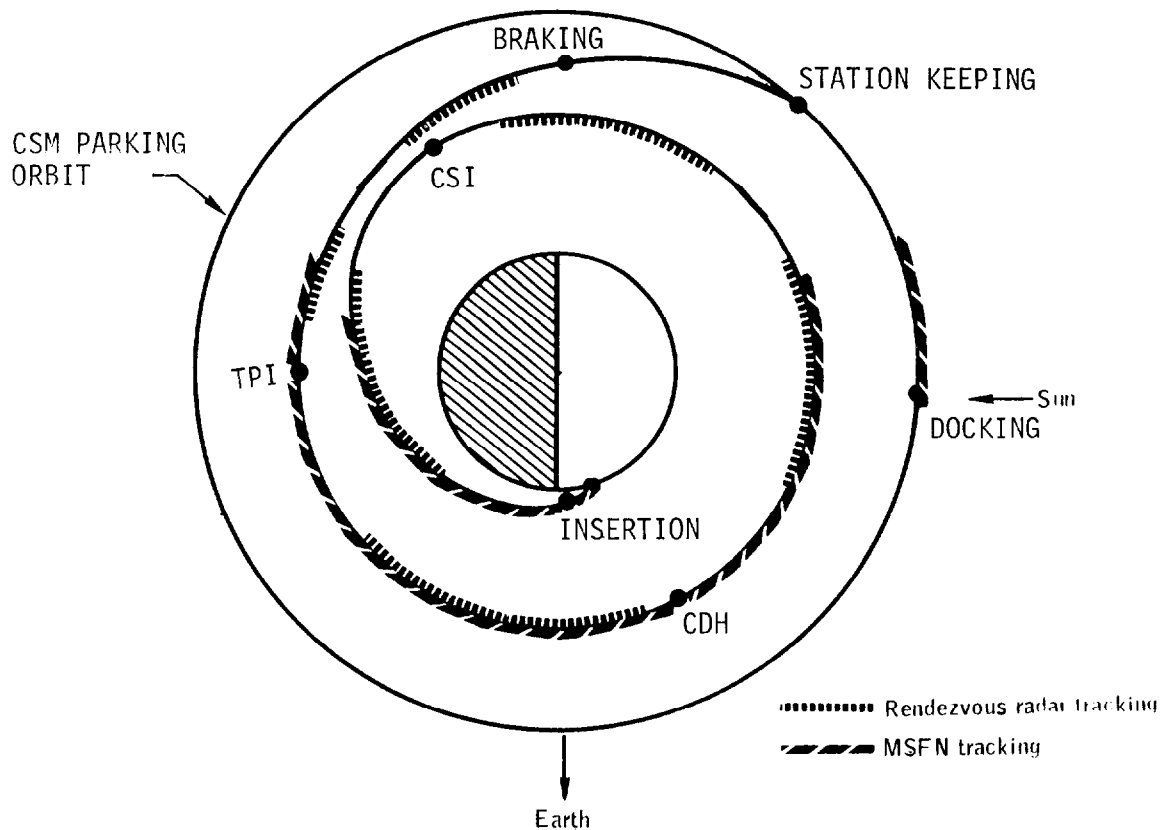 BRAKING
STATION KEEPING
CSM PARKING
ORBIT
CSI
TPI
Sun
DOCKING
INSERTION
CDH
Rendezvous radar tracking
MSFN tracking
Earth